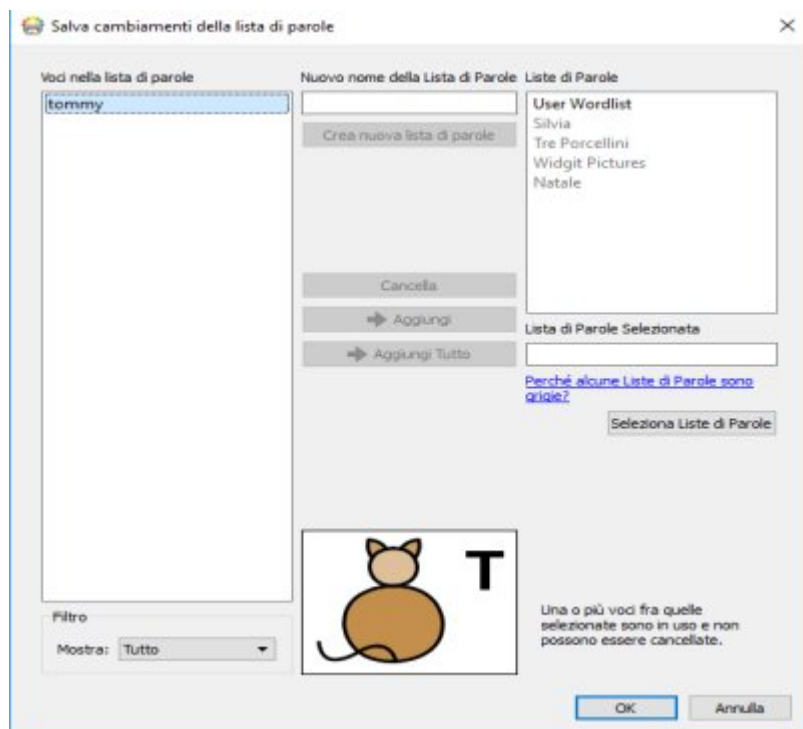 Salva cambiamenti della lista di parole
Voci nella lista di parole
tommy
Filtro
Mostra: Tutto
Nuovo nome della Lista di Parole
Crea nuova lista di parole
Cancella
Aggiungi
Aggiungi Tutto
T
Liste di Parole
User Wordlist
Silvia
Tre Porcellini
Widgit Pictures
Natale
Lista di Parole Selezionata
Perché alcune Liste di Parole sono
grigie?
Seleziona Liste di Parole
Una o più voci fra quelle
selezionate sono in uso e non
possono essere cancellate.
OK
Annulla